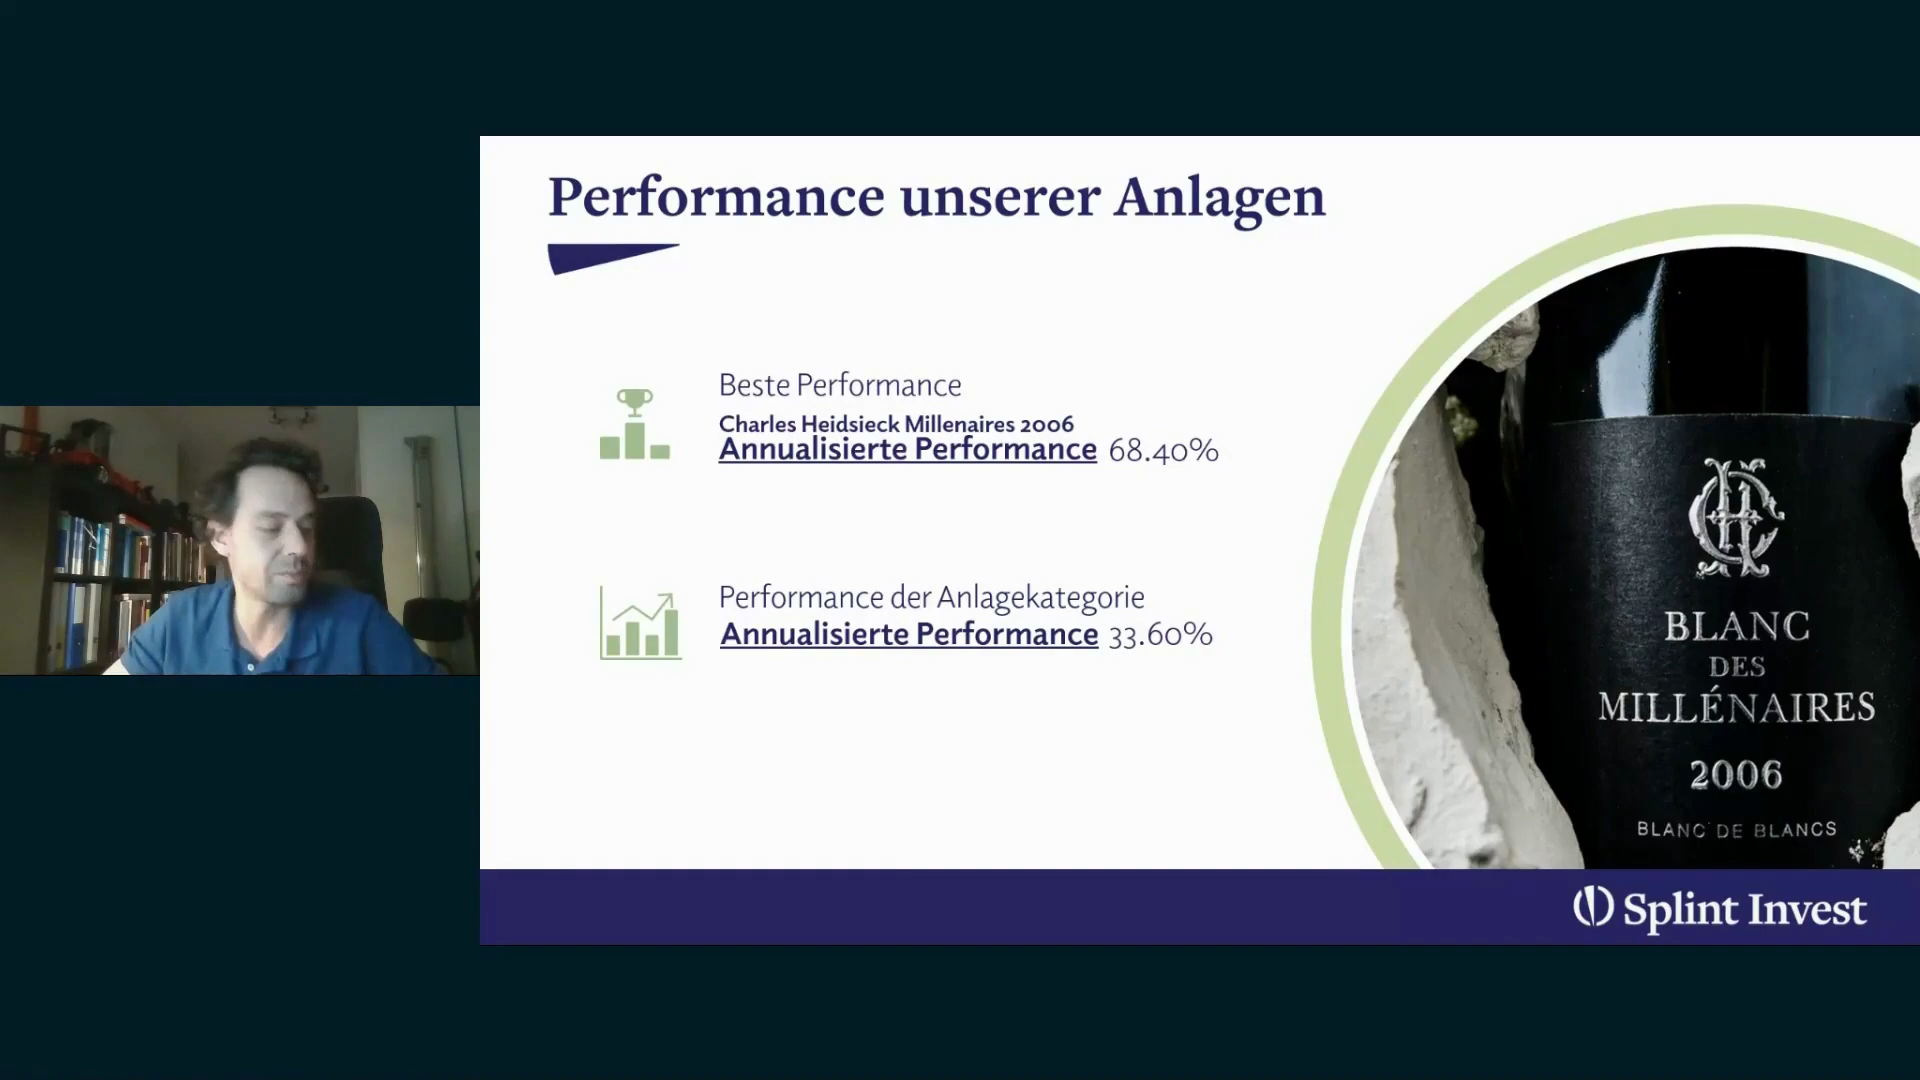 Performance unserer Anlagen
Beste Performance
Charles Heidsieck Millenaires 2006
Annualisierte Performance 68.40%
Performance der Anlagekategorie
Annualisierte Performance 33.60%
CH
BLANC
DES
MILLÉNAIRES
2006
BLANC DE BLANCS
Splint Invest